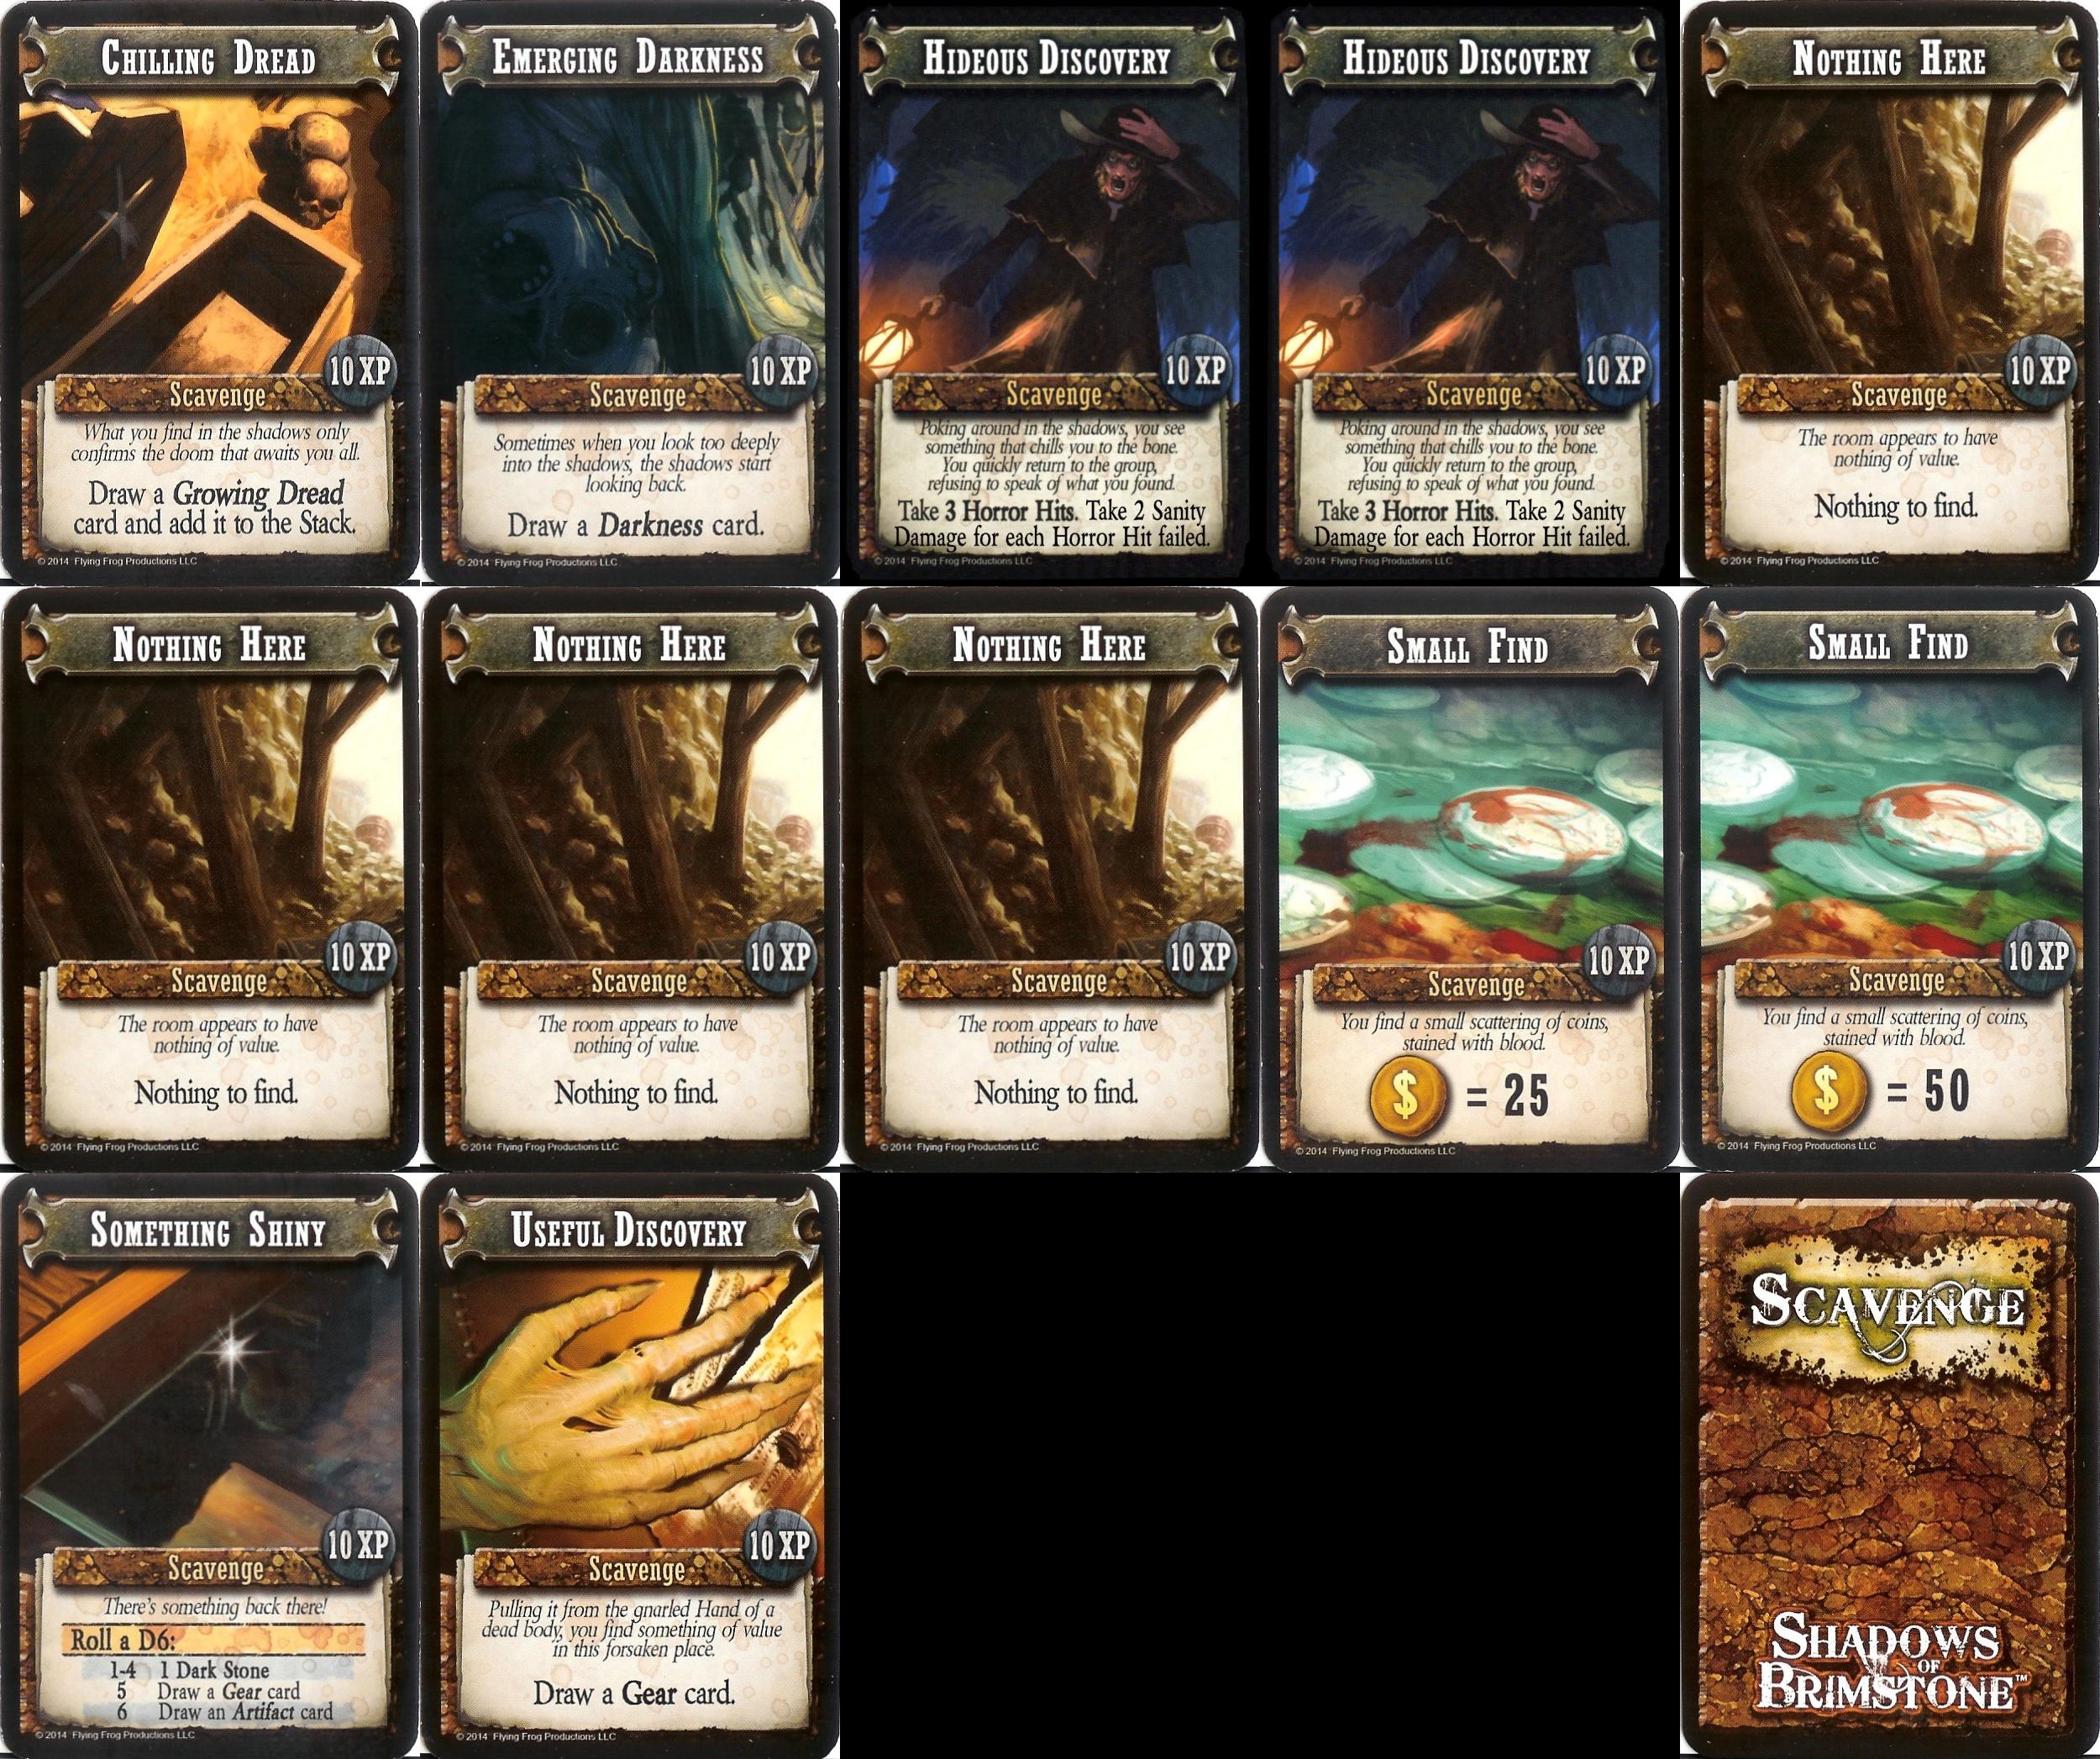 CHILLING DREAD
10 XP
Scavenge
What you find in the shadows only
confirms the doom that awaits you all.
Draw a Growing Dread
card and add it to the Stack.
© 2014 Flying Frog Productions LLC
EMERGING DARKNESS
10 XP
Scavenge
Sometimes when you look too deeply
into the shadows, the shadows start
looking back.
Draw a Darkness card.
© 2014 Flying Frog Productions LLC
HIDEOUS DISCOVERY
10 XP
Scavenge
Poking around in the shadows, you see
something that chills you to the bone.
You quickly return to the group,
refusing to speak of what you found.
Take 3 Horror Hits. Take 2 Sanity
Damage for each Horror Hit failed.
© 2014 Flying Frog Productions LLC
HIDEOUS DISCOVERY
10 XP
Scavenge
Poking around in the shadows, you see
something that chills you to the bone.
You quickly return to the group,
refusing to speak of what you found.
Take 3 Horror Hits. Take 2 Sanity
Damage for each Horror Hit failed.
© 2014 Flying Frog Productions LLC
NOTHING HERE
10 XP
Scavenge
The room appears to have
nothing of value.
Nothing to find.
© 2014 Flying Frog Productions LLC
NOTHING HERE
10 XP
Scavenge
The room appears to have
nothing of value.
Nothing to find.
© 2014 Flying Frog Productions LLC
NOTHING HERE
10 XP
Scavenge
The room appears to have
nothing of value.
Nothing to find.
© 2014 Flying Frog Productions LLC
NOTHING HERE
10 XP
Scavenge
The room appears to have
nothing of value.
Nothing to find.
© 2014 Flying Frog Productions LLC
SMALL FIND
10 XP
Scavenge
You find a small scattering of coins,
stained with blood.
$ = 25
© 2014 Flying Frog Productions LLC
SMALL FIND
10 XP
Scavenge
You find a small scattering of coins,
stained with blood.
$ = 50
© 2014 Flying Frog Productions LLC
SOMETHING SHINY
10 XP
Scavenge
There's something back there!
Roll a D6:
1-4 1 Dark Stone
5 Draw a Gear card
6 Draw an Artifact card
© 2014 Flying Frog Productions LLC
USEFUL DISCOVERY
10 XP
Scavenge
Pulling it from the gnarled Hand of a
dead body, you find something of value
in this forsaken place.
Draw a Gear card.
© 2014 Flying Frog Productions LLC
SCAVENGE
SHADOWS
OF
BRIMSTONE™